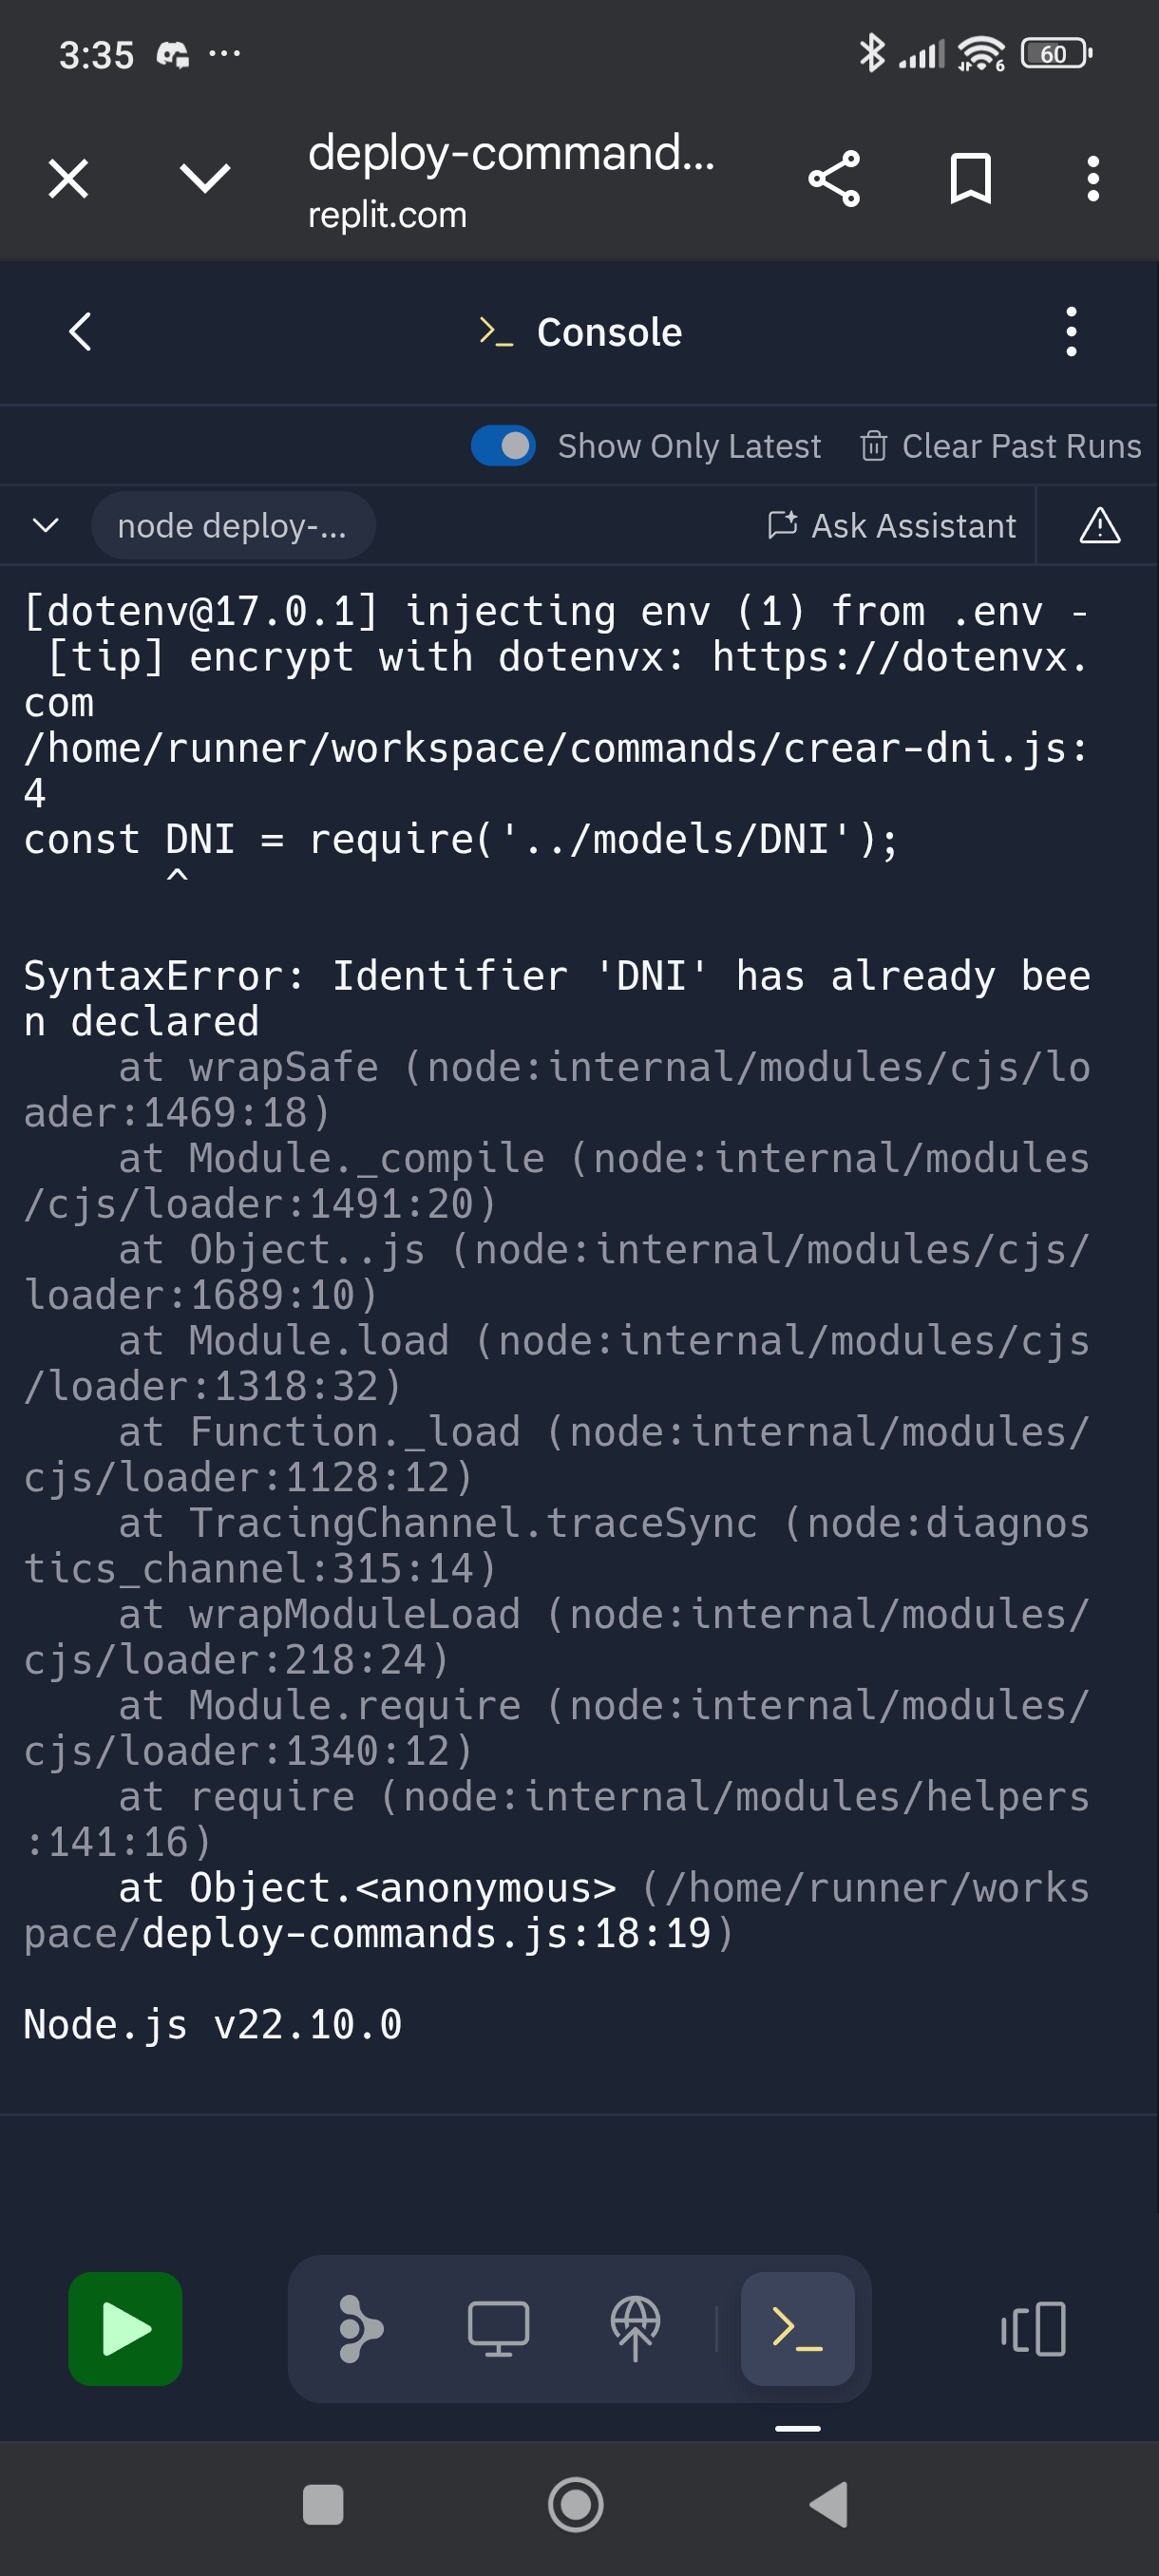 3:35 ...
60
deploy-command...
replit.com
>_ Console
Show Only Latest Clear Past Runs
node deploy-... Ask Assistant
[dotenv@17.0.1] injecting env (1) from .env -
[tip] encrypt with dotenvx: https://dotenvx.
com
/home/runner/workspace/commands/crear-dni.js:
4
const DNI = require('../models/DNI');
^
SyntaxError: Identifier 'DNI' has already bee
n declared
at wrapSafe (node:internal/modules/cjs/lo
ader:1469:18)
at Module._compile (node:internal/modules
/cjs/loader:1491:20)
at Object..js (node:internal/modules/cjs/
loader:1689:10)
at Module.load (node:internal/modules/cjs
/loader:1318:32)
at Function._load (node:internal/modules/
cjs/loader:1128:12)
at TracingChannel.traceSync (node:diagnos
tics_channel:315:14)
at wrapModuleLoad (node:internal/modules/
cjs/loader:218:24)
at Module.require (node:internal/modules/
cjs/loader:1340:12)
at require (node:internal/modules/helpers
:141:16)
at Object.<anonymous> (/home/runner/works
pace/deploy-commands.js:18:19)
Node.js v22.10.0